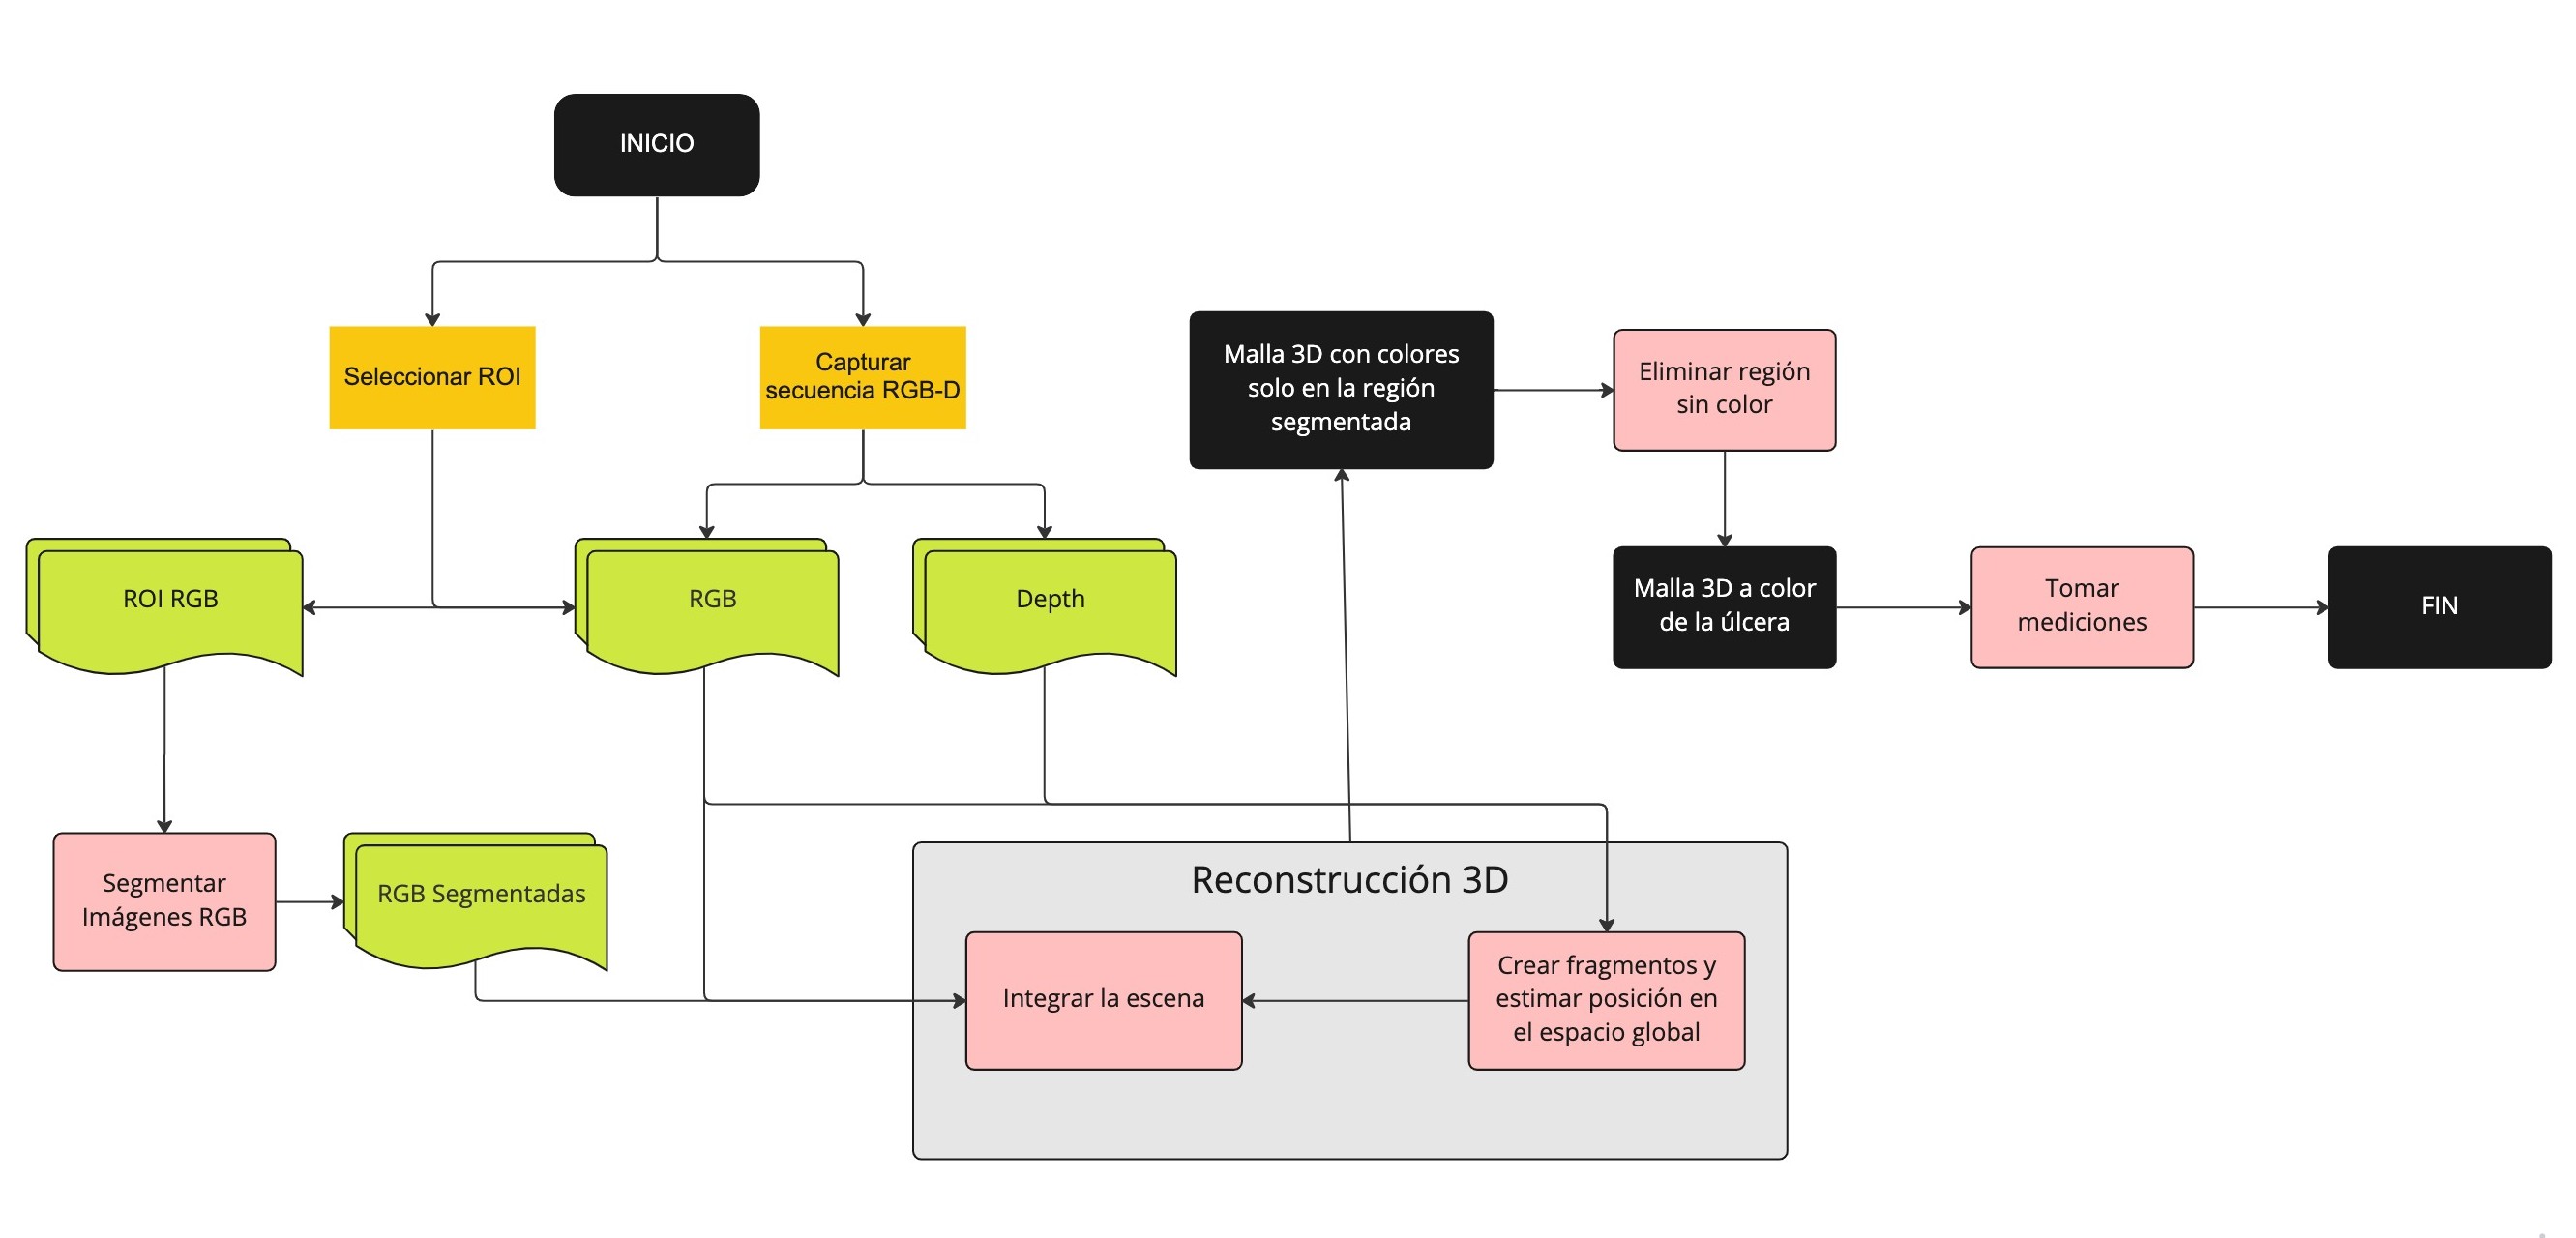 INICIO
Seleccionar ROI
Capturar
secuencia RGB-D
Malla 3D con colores
solo en la región
segmentada
Eliminar región
sin color
ROI RGB
RGB
Depth
Malla 3D a color
de la úlcera
Tomar
mediciones
FIN
Segmentar
Imágenes RGB
RGB Segmentadas
Reconstrucción 3D
Integrar la escena
Crear fragmentos y
estimar posición en
el espacio global